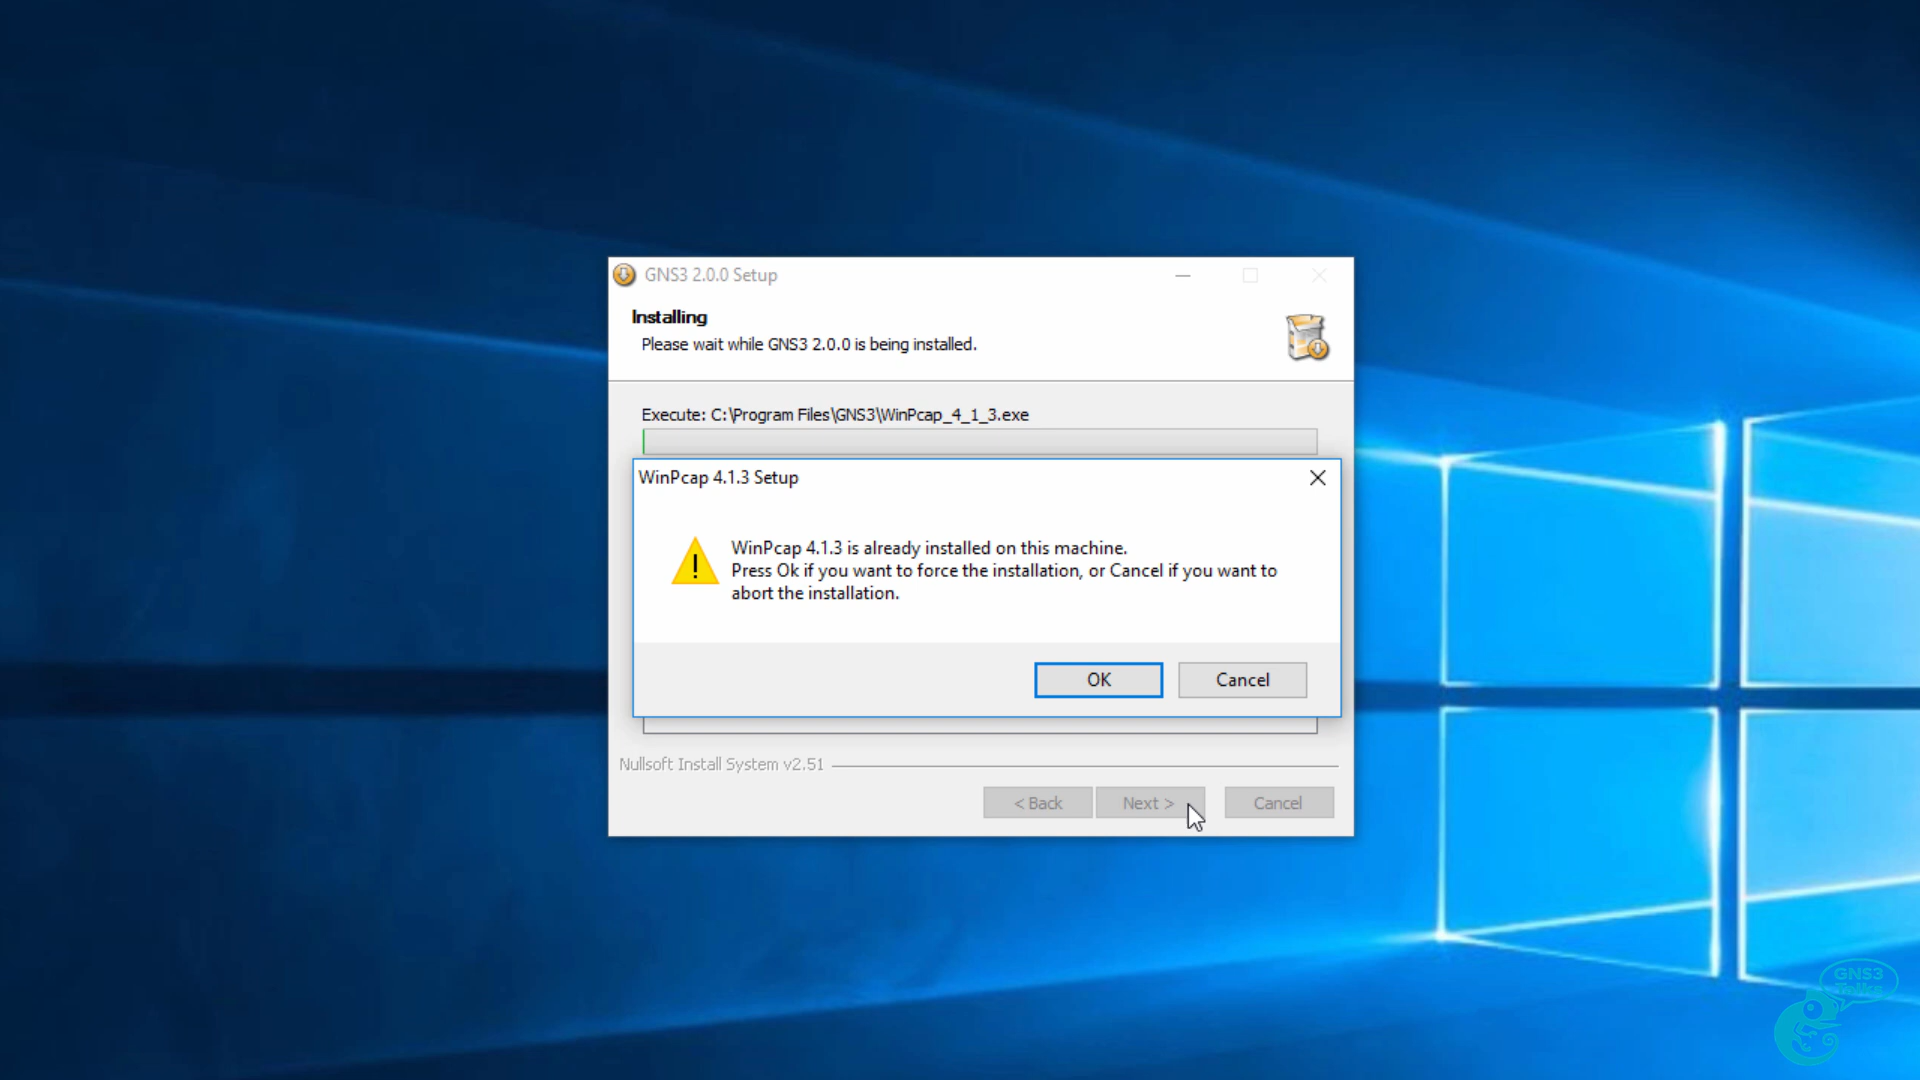 GNS3 2.0.0 Setup
Installing
Please wait while GNS3 2.0.0 is being installed.
Execute: C:\Program Files\GNS3\WinPcap_4_1_3.exe
WinPcap 4.1.3 Setup
WinPcap 4.1.3 is already installed on this machine.
Press Ok if you want to force the installation, or Cancel if you want to
abort the installation.
OK Cancel
Nullsoft Install System v2.51
< Back Next > Cancel
GNS3
Talks